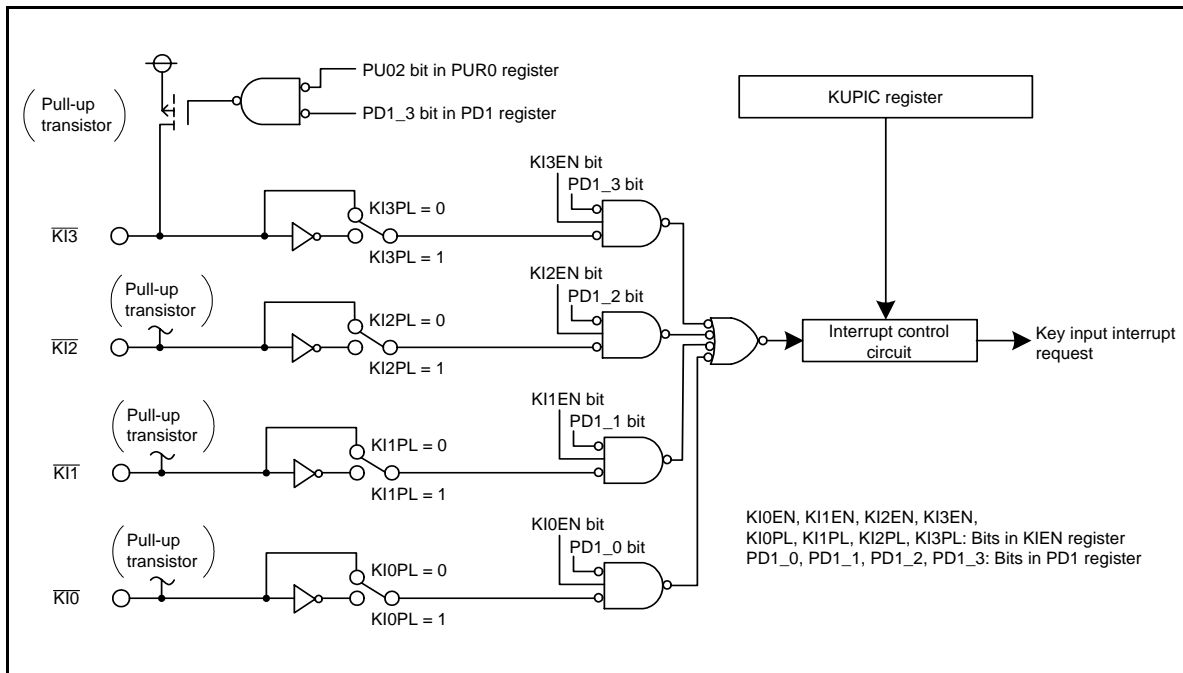 PU02 bit in PUR0 register
PD1_3 bit in PD1 register
Pull-up
transistor
KUPIC register
KI3EN bit
PD1_3 bit
KI3PL = 0
KI3
KI3PL = 1
Pull-up
transistor
KI2EN bit
PD1_2 bit
KI2PL = 0
KI2
KI2PL = 1
Interrupt control
circuit
Key input interrupt
request
Pull-up
transistor
KI1EN bit
PD1_1 bit
KI1PL = 0
KI1
KI1PL = 1
Pull-up
transistor
KI0EN bit
PD1_0 bit
KI0PL = 0
KI0
KI0PL = 1
KI0EN, KI1EN, KI2EN, KI3EN,
KI0PL, KI1PL, KI2PL, KI3PL: Bits in KIEN register
PD1_0, PD1_1, PD1_2, PD1_3: Bits in PD1 register